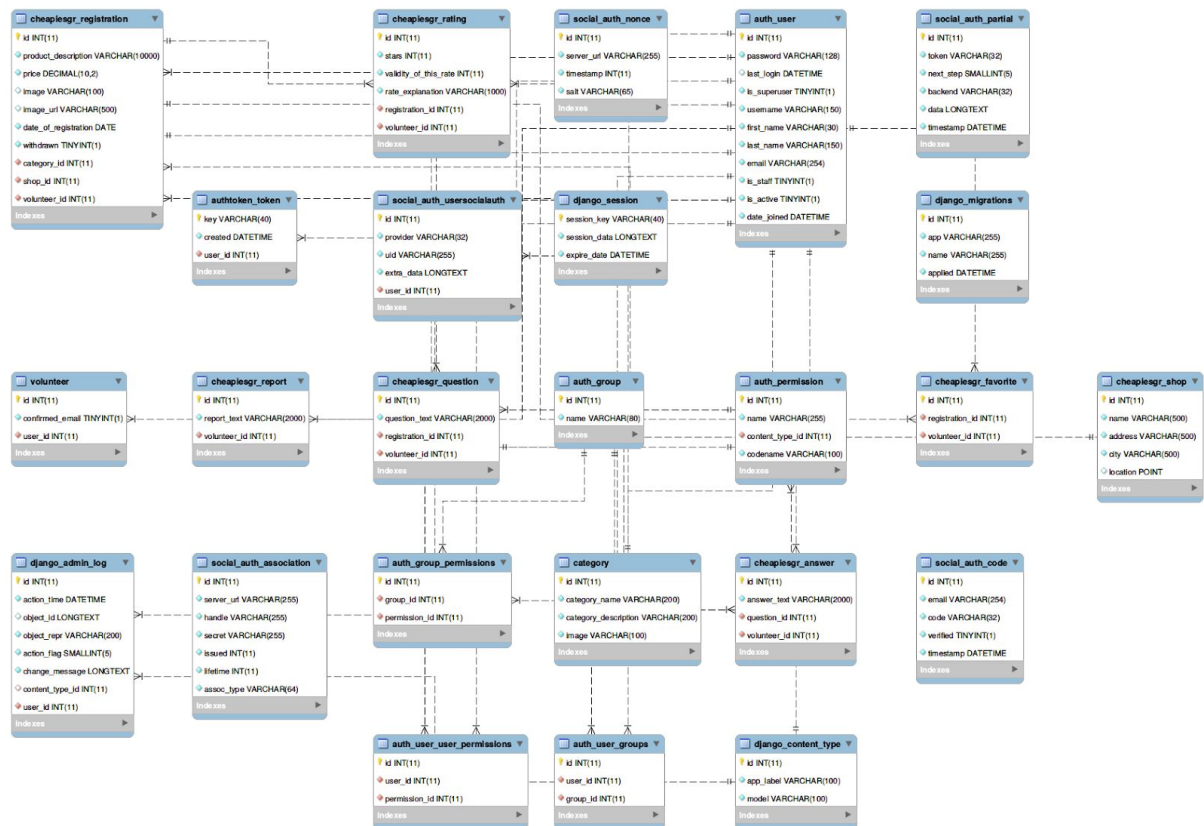 cheapiesgr_registration
id INT(11)
product_description VARCHAR(10000)
price DECIMAL(10,2)
image VARCHAR(100)
image_url VARCHAR(500)
date_of_registration DATE
withdrawn TINYINT(1)
category_id INT(11)
shop_id INT(11)
volunteer_id INT(11)
Indexes
cheapiesgr_rating
id INT(11)
stars INT(11)
validity_of_this_rate INT(11)
rate_explanation VARCHAR(1000)
registration_id INT(11)
volunteer_id INT(11)
Indexes
social_auth_nonce
id INT(11)
server_url VARCHAR(255)
timestamp INT(11)
salt VARCHAR(65)
Indexes
auth_user
id INT(11)
password VARCHAR(128)
last_login DATETIME
is_superuser TINYINT(1)
username VARCHAR(150)
first_name VARCHAR(30)
last_name VARCHAR(150)
email VARCHAR(254)
is_staff TINYINT(1)
is_active TINYINT(1)
date_joined DATETIME
Indexes
social_auth_partial
id INT(11)
token VARCHAR(32)
next_step SMALLINT(5)
backend VARCHAR(32)
data LONGTEXT
timestamp DATETIME
Indexes
authtoken_token
key VARCHAR(40)
created DATETIME
user_id INT(11)
Indexes
social_auth_usersocialauth
id INT(11)
provider VARCHAR(32)
uid VARCHAR(255)
extra_data LONGTEXT
user_id INT(11)
Indexes
django_session
session_key VARCHAR(40)
session_data LONGTEXT
expire_date DATETIME
Indexes
django_migrations
id INT(11)
app VARCHAR(255)
name VARCHAR(255)
applied DATETIME
Indexes
volunteer
id INT(11)
confirmed_email TINYINT(1)
user_id INT(11)
Indexes
cheapiesgr_report
id INT(11)
report_text VARCHAR(2000)
volunteer_id INT(11)
Indexes
cheapiesgr_question
id INT(11)
question_text VARCHAR(2000)
registration_id INT(11)
volunteer_id INT(11)
Indexes
auth_group
id INT(11)
name VARCHAR(80)
Indexes
auth_permission
id INT(11)
name VARCHAR(255)
content_type_id INT(11)
codename VARCHAR(100)
Indexes
cheapiesgr_favorite
id INT(11)
registration_id INT(11)
volunteer_id INT(11)
Indexes
cheapiesgr_shop
id INT(11)
name VARCHAR(500)
address VARCHAR(500)
city VARCHAR(500)
location POINT
Indexes
django_admin_log
id INT(11)
action_time DATETIME
object_id LONGTEXT
object_repr VARCHAR(200)
action_flag SMALLINT(5)
change_message LONGTEXT
content_type_id INT(11)
user_id INT(11)
Indexes
social_auth_association
id INT(11)
server_url VARCHAR(255)
handle VARCHAR(255)
secret VARCHAR(255)
issued INT(11)
lifetime INT(11)
assoc_type VARCHAR(64)
Indexes
auth_group_permissions
id INT(11)
group_id INT(11)
permission_id INT(11)
Indexes
category
id INT(11)
category_name VARCHAR(200)
category_description VARCHAR(200)
image VARCHAR(100)
Indexes
cheapiesgr_answer
id INT(11)
answer_text VARCHAR(2000)
question_id INT(11)
volunteer_id INT(11)
Indexes
social_auth_code
id INT(11)
email VARCHAR(254)
code VARCHAR(32)
verified TINYINT(1)
timestamp DATETIME
Indexes
auth_user_user_permissions
id INT(11)
user_id INT(11)
permission_id INT(11)
Indexes
auth_user_groups
id INT(11)
user_id INT(11)
group_id INT(11)
Indexes
django_content_type
id INT(11)
app_label VARCHAR(100)
model VARCHAR(100)
Indexes